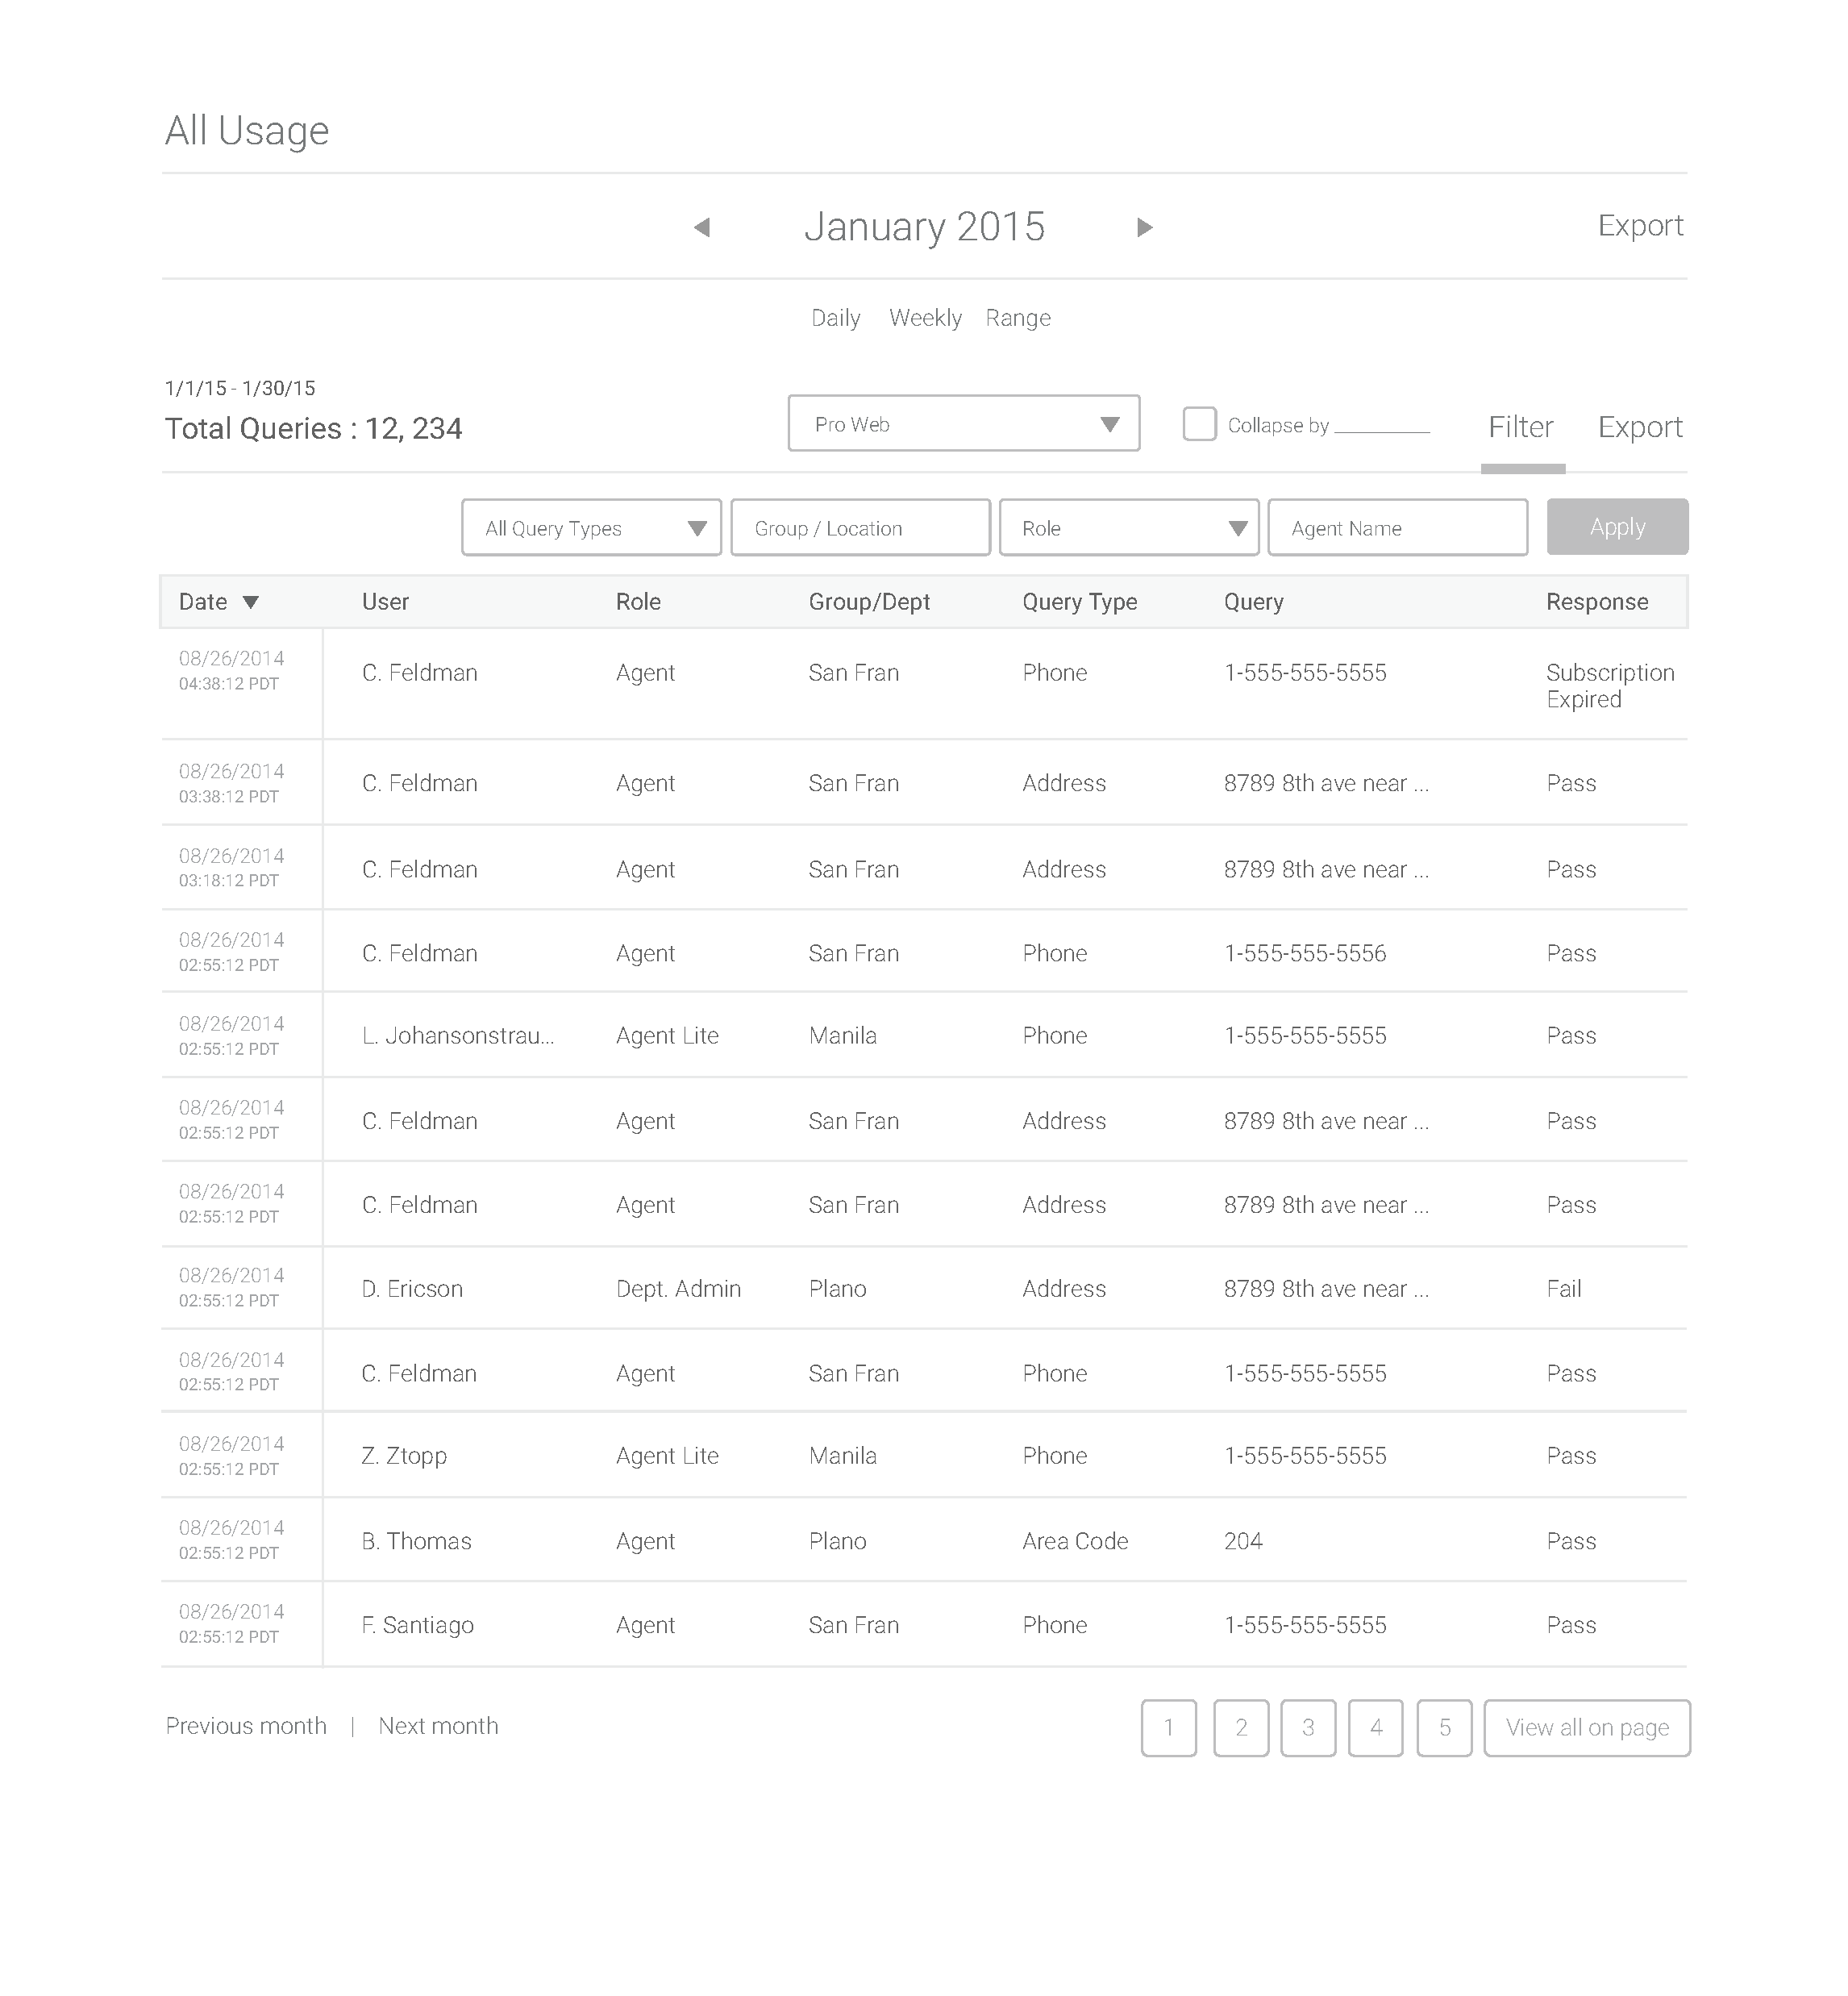 All Usage
January 2015 Export
Daily Weekly Range
1/1/15 - 1/30/15
Total Queries : 12, 234 Pro Web Collapse by ________ Filter Export
All Query Types Group / Location Role Agent Name Apply
Date User Role Group/Dept Query Type Query Response
08/26/2014
04:38:12 PDT C. Feldman Agent San Fran Phone 1-555-555-5555 Subscription
Expired
08/26/2014
03:38:12 PDT C. Feldman Agent San Fran Address 8789 8th ave near ... Pass
08/26/2014
03:18:12 PDT C. Feldman Agent San Fran Address 8789 8th ave near ... Pass
08/26/2014
02:55:12 PDT C. Feldman Agent San Fran Phone 1-555-555-5556 Pass
08/26/2014
02:55:12 PDT L. Johansonstrau... Agent Lite Manila Phone 1-555-555-5555 Pass
08/26/2014
02:55:12 PDT C. Feldman Agent San Fran Address 8789 8th ave near ... Pass
08/26/2014
02:55:12 PDT C. Feldman Agent San Fran Address 8789 8th ave near ... Pass
08/26/2014
02:55:12 PDT D. Ericson Dept. Admin Plano Address 8789 8th ave near ... Fail
08/26/2014
02:55:12 PDT C. Feldman Agent San Fran Phone 1-555-555-5555 Pass
08/26/2014
02:55:12 PDT Z. Ztopp Agent Lite Manila Phone 1-555-555-5555 Pass
08/26/2014
02:55:12 PDT B. Thomas Agent Plano Area Code 204 Pass
08/26/2014
02:55:12 PDT F. Santiago Agent San Fran Phone 1-555-555-5555 Pass
Previous month | Next month 1 2 3 4 5 View all on page